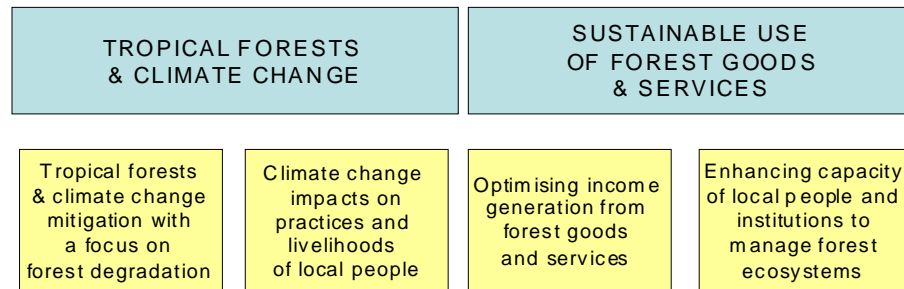 TROPICAL FORESTS
& CLIMATE CHANGE
SUSTAINABLE USE
OF FOREST GOODS
& SERVICES
Tropical forests
& climate change
mitigation with
a focus on
forest degradation
Climate change
impacts on
practices and
livelihoods
of local people
Optimising income
generation from
forest goods
and services
Enhancing capacity
of local people and
institutions to
manage forest
ecosystems